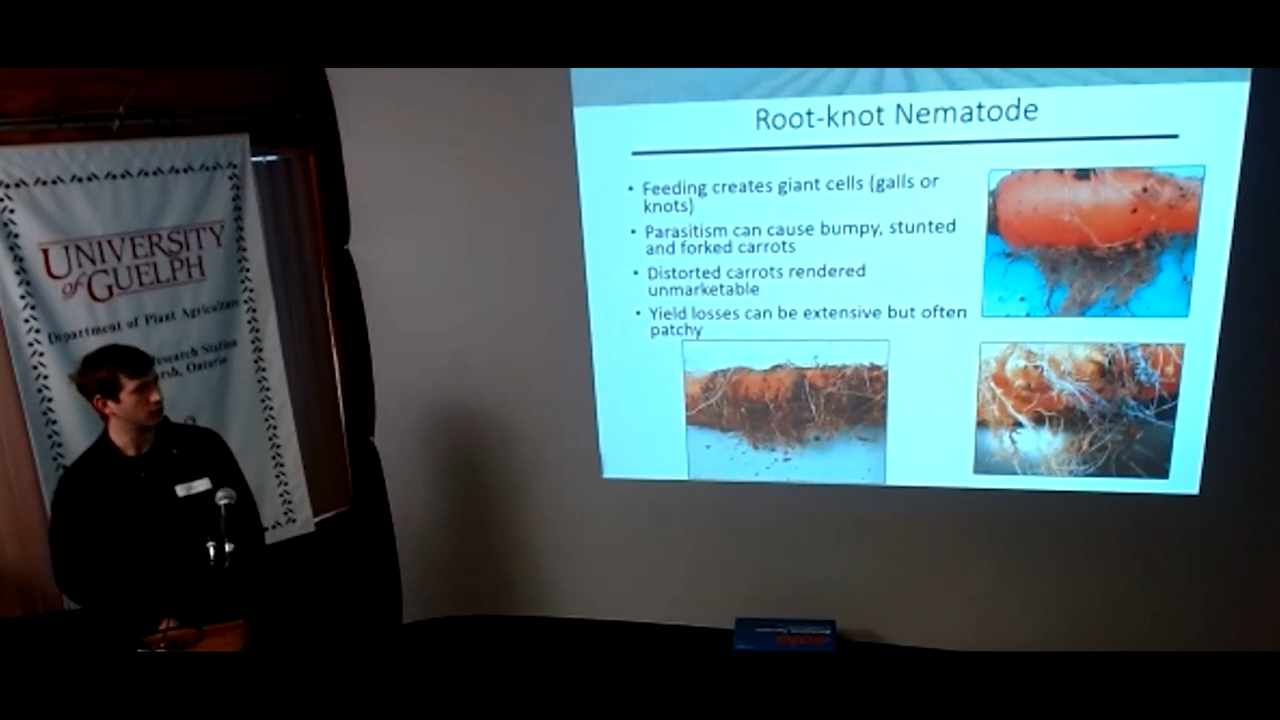 UNIVERSITY
of GUELPH
Department of Plant Agriculture
Research Station
Marsh, Ontario
Root-knot Nematode
• Feeding creates giant cells (galls or
knots)
• Parasitism can cause bumpy, stunted
and forked carrots
• Distorted carrots rendered
unmarketable
• Yield losses can be extensive but often
patchy